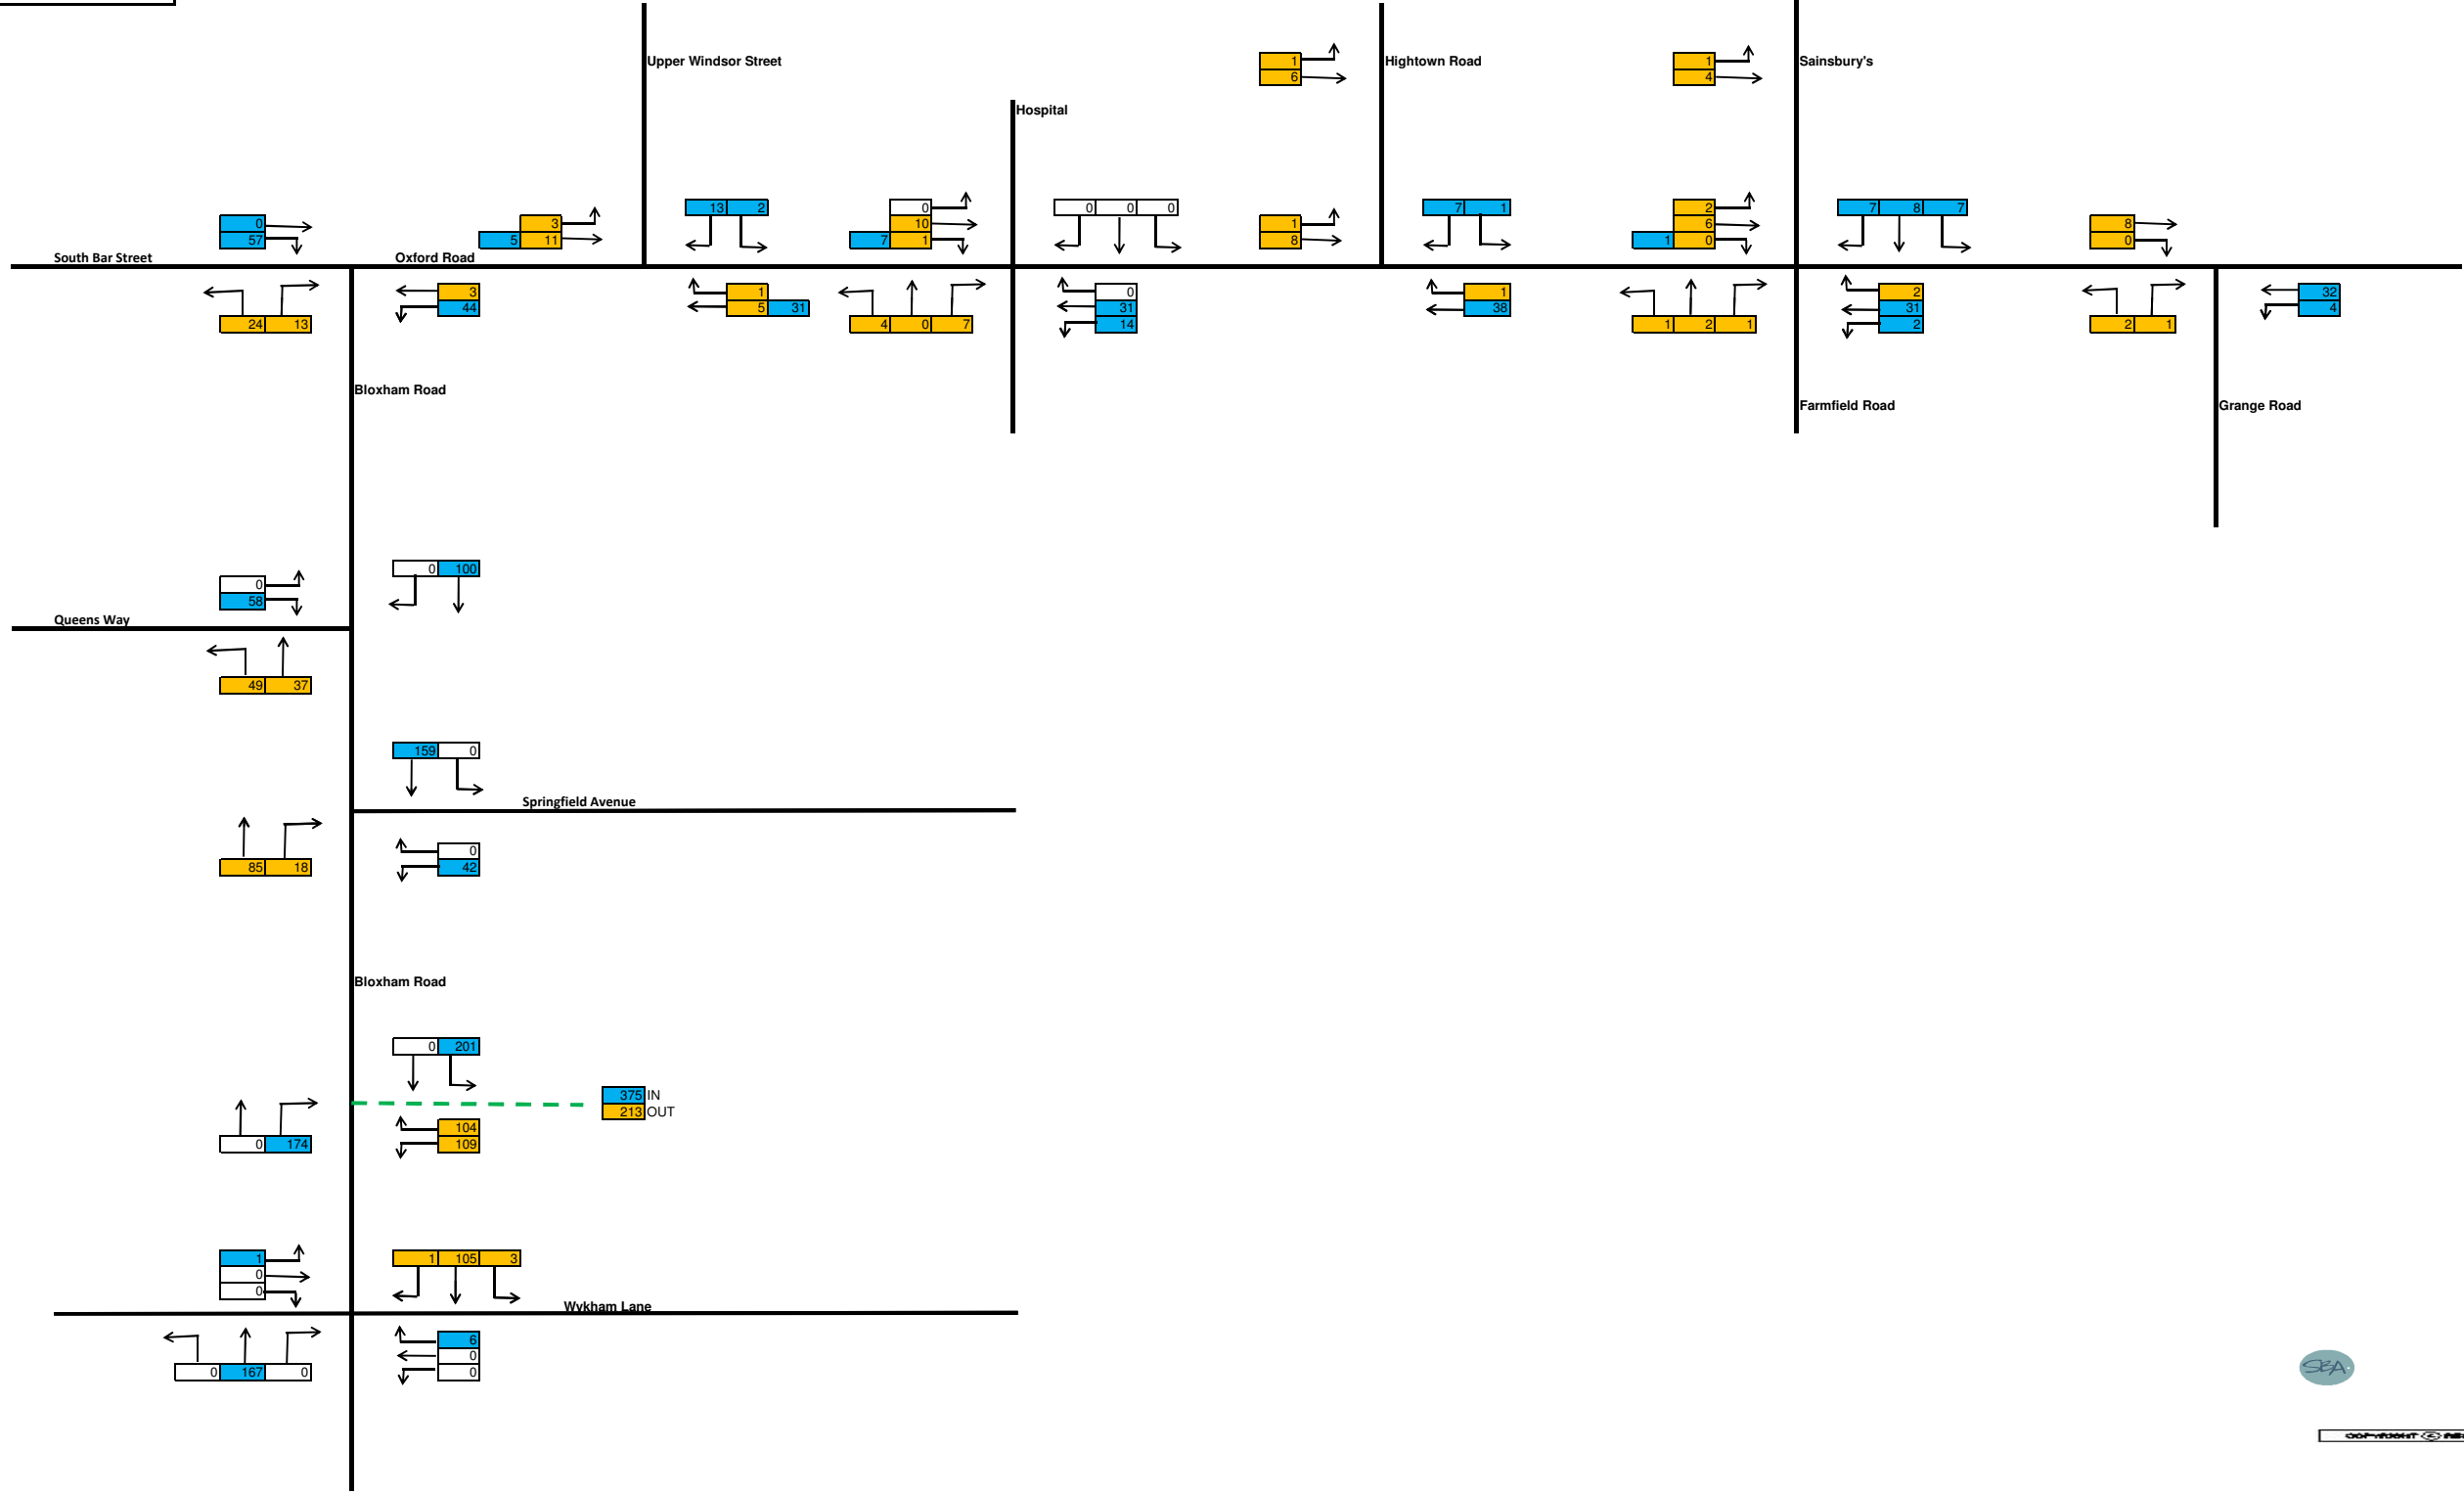 Upper Windsor Street
1
Hightown Road
1
Sainsbury's
6
4
Hospital
13 2
0
0 0 0
7 1
2
7 8 7
0
3
10
1
6
8
57
5 11
7 1
8
1 0
0
South Bar Street
Oxford Road
3
1
0
1
2
32
44
5 31
31
38
31
4
24 13
4 0 7
14
1 2 1
2
2 1
Bloxham Road
Farmfield Road
Grange Road
0 100
0
58
Queens Way
49 37
159 0
Springfield Avenue
0
85 18
42
Bloxham Road
0 201
375 IN
213 OUT
104
0 174
109
1
1 105 3
0
0
Wykham Lane
6
0
0 167 0
0
SBA